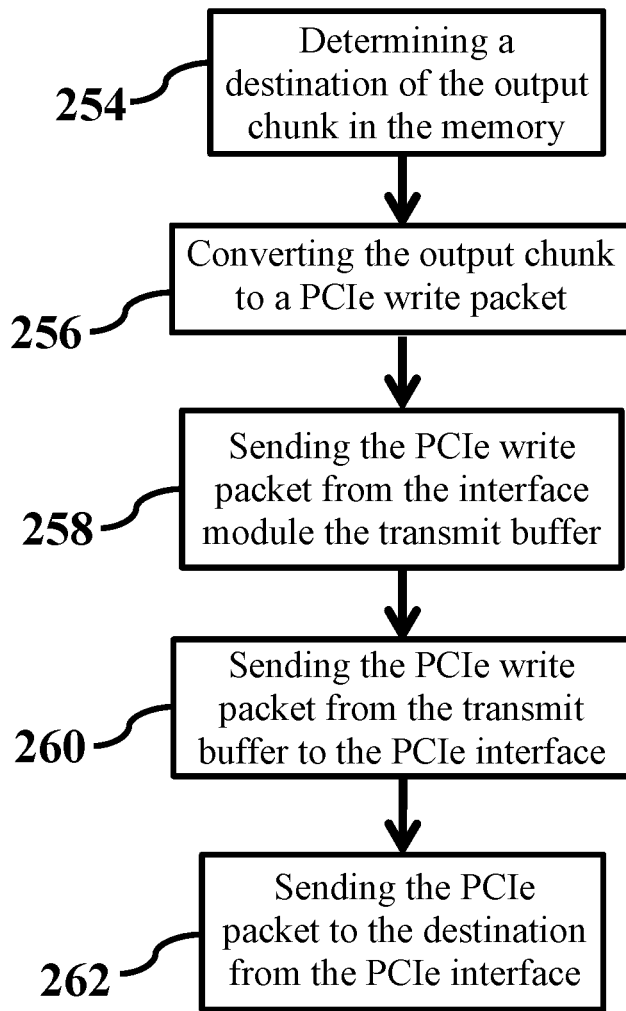 Determining a
destination of the output
chunk in the memory
254
Converting the output chunk
to a PCIe write packet
256
Sending the PCIe write
packet from the interface
module the transmit buffer
258
Sending the PCIe write
packet from the transmit
buffer to the PCIe interface
260
Sending the PCIe
packet to the destination
from the PCIe interface
262